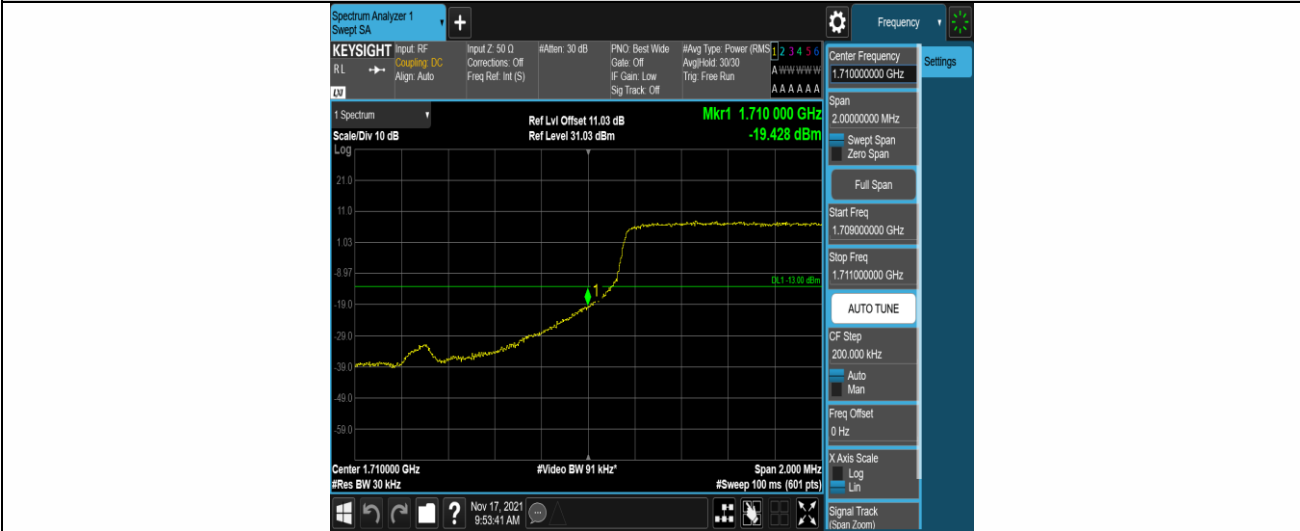 Spectrum Analyzer 1
Swept SA
+
Frequency
KEYSIGHT
RL
Input: RF
Coupling: DC
Align: Auto
Input Z: 50 Ω
Corrections: Off
Freq Ref: Int (S)
#Atten: 30 dB
PNO: Best Wide
Gate: Off
IF Gain: Low
Sig Track: Off
#Avg Type: Power (RMS
Avg|Hold: 30/30
Trig: Free Run
1 2 3 4 5 6
A W W W W W
A A A A A A
1 Spectrum
Scale/Div 10 dB
Ref Lvl Offset 11.03 dB
Ref Level 31.03 dBm
Mkr1 1.710 000 GHz
-19.428 dBm
Log
21.0
11.0
1.03
-8.97
-19.0
-29.0
-39.0
-49.0
-59.0
DL1 -13.00 dBm
1
Center 1.710000 GHz
#Video BW 91 kHz*
Span 2.000 MHz
#Res BW 30 kHz
#Sweep 100 ms (601 pts)
?
Nov 17, 2021
9:53:41 AM
Center Frequency
1.710000000 GHz
Settings
Span
2.00000000 MHz
Swept Span
Zero Span
Full Span
Start Freq
1.709000000 GHz
Stop Freq
1.711000000 GHz
AUTO TUNE
CF Step
200.000 kHz
Auto
Man
Freq Offset
0 Hz
X Axis Scale
Log
Lin
Signal Track
(Span Zoom)